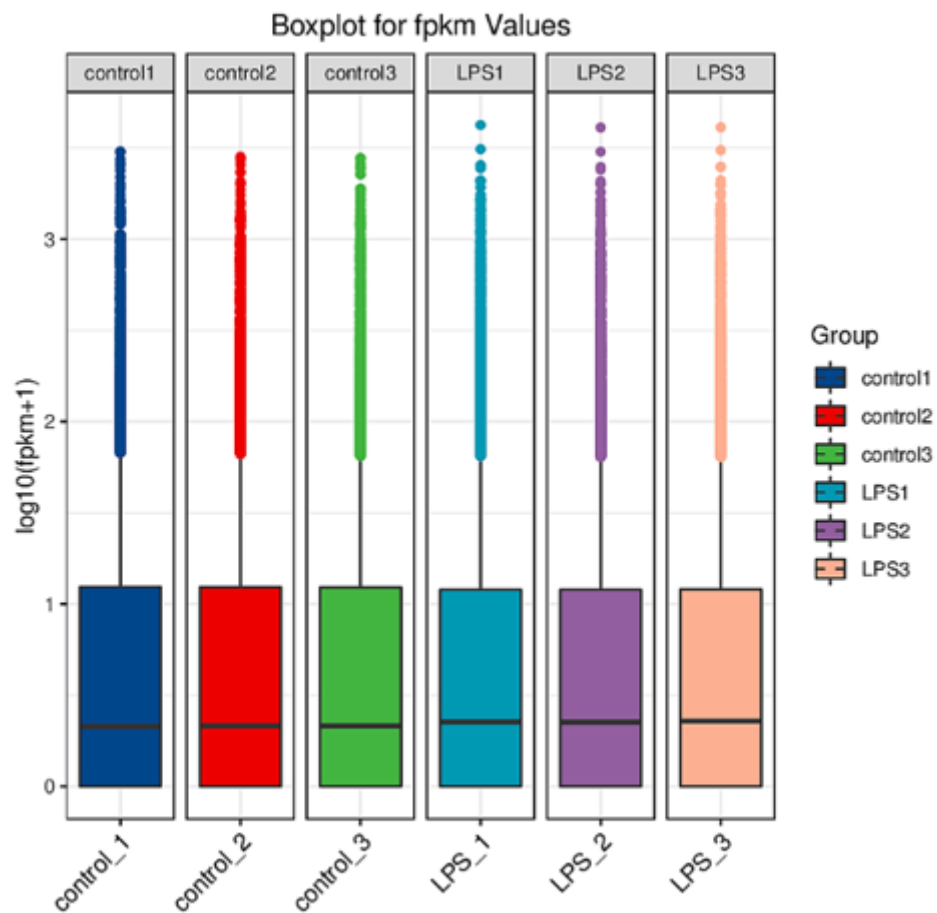 Boxplot for fpkm Values
control1
control2
control3
LPS1
LPS2
LPS3
log10(fpkm+1)
3
2
1
0
control_1
control_2
control_3
LPS_1
LPS_2
LPS_3
Group
control1
control2
control3
LPS1
LPS2
LPS3